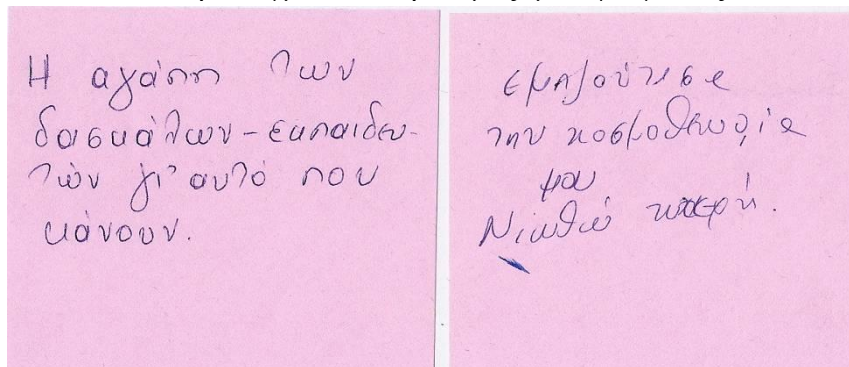 Η αγάπη των
δασκάλων-εκπαιδευ-
τών γι' αυτό που
κάνουν.
εμπλούτισε
την κοσμοθεωρία
μου
Νιώθω